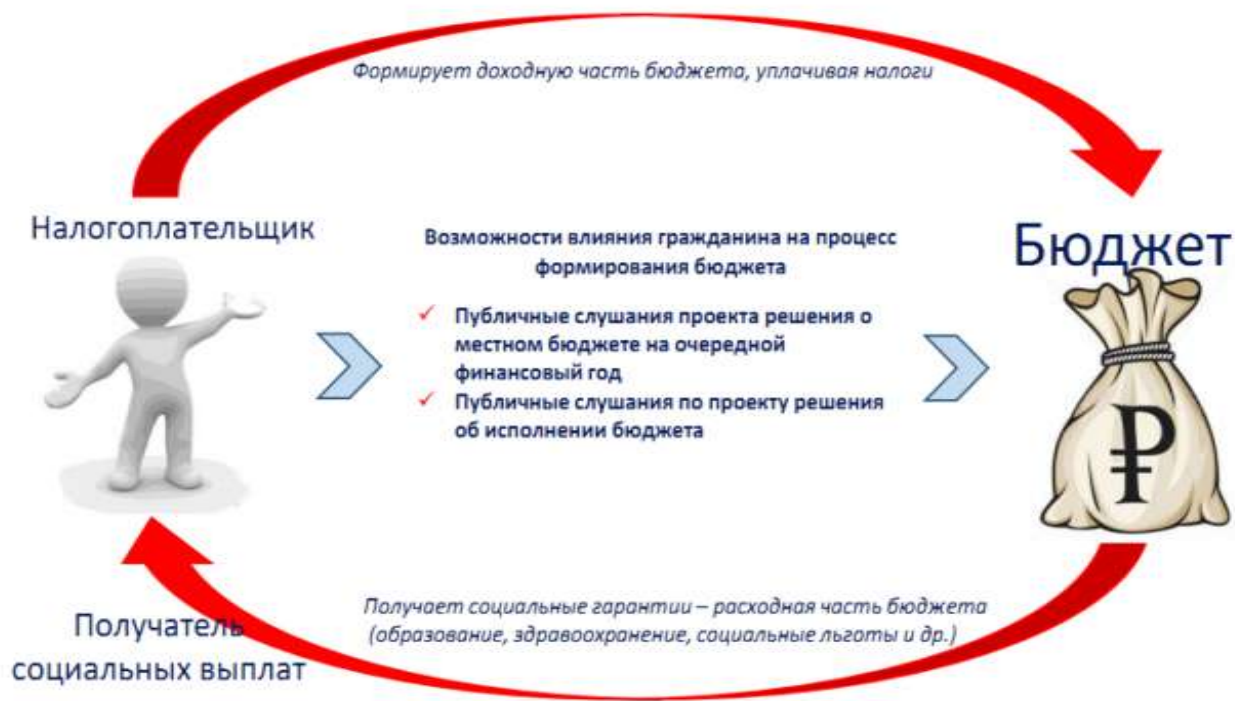 Формирует доходную часть бюджета, уплачивая налоги
Налогоплательщик
Возможности влияния гражданина на процесс
формирования бюджета
Бюджет
✓ Публичные слушания проекта решения о
местном бюджете на очередной
финансовый год
✓ Публичные слушания по проекту решения
об исполнении бюджета
₽
Получает социальные гарантии – расходная часть бюджета
(образование, здравоохранение, социальные льготы и др.)
Получатель
социальных выплат